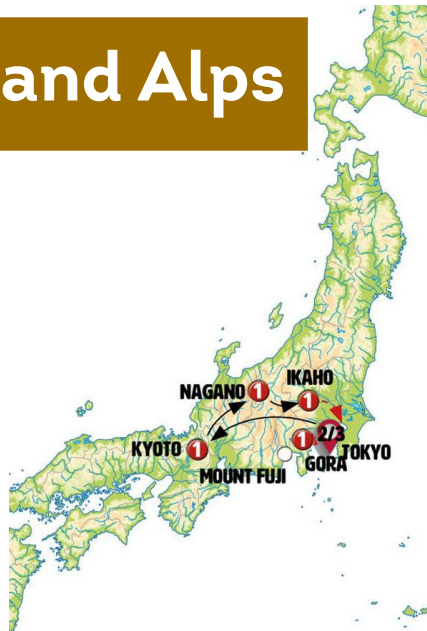 and Alps
NAGANO 1
IKAHO
1
KYOTO 1
1 2/3
TOKYO
GORA
MOUNT FUJI